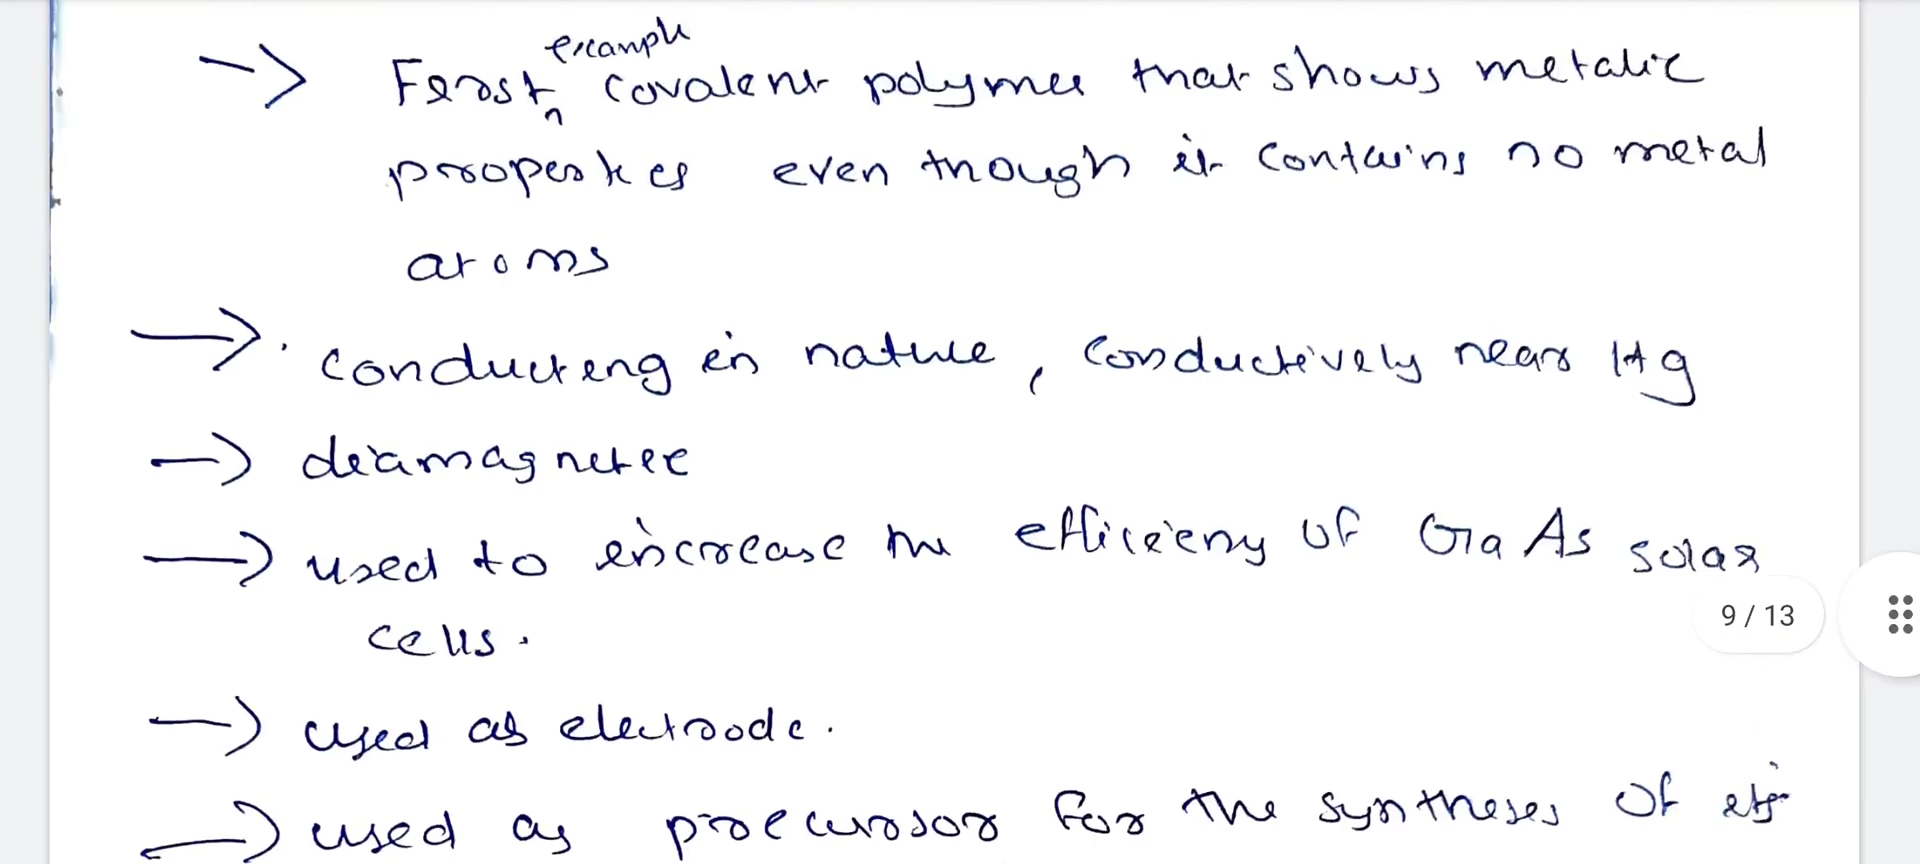 example
→ First covalent polymer that shows metalic
properties even though it contains no metal
atoms
→ conducting in nature, conductively near Hg
→ diamagnetic
→ used to increase the efficieny of GaAs solar
9 / 13
cells.
→ used as electrode.
→ used as precursor for the syntheses of